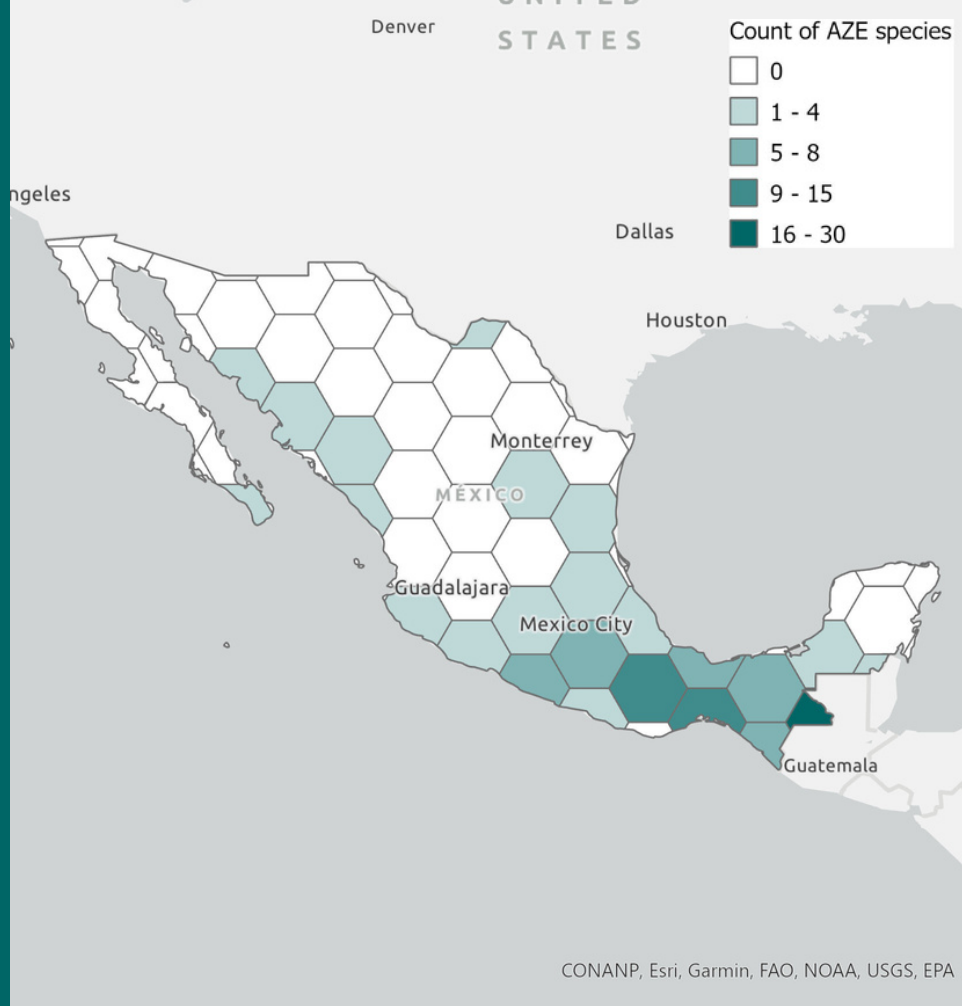 UNITED
STATES
Denver
Count of AZE species
0
1 - 4
5 - 8
9 - 15
16 - 30
ngeles
Dallas
Houston
Monterrey
MÉXICO
Guadalajara
Mexico City
Guatemala
CONANP, Esri, Garmin, FAO, NOAA, USGS, EPA